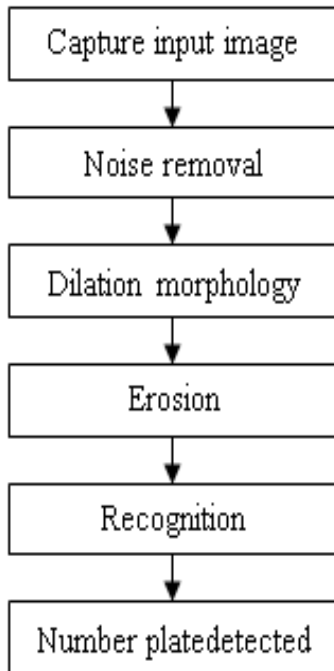 Capture input image
Noise removal
Dilation morphology
Erosion
Recognition
Number platedetected